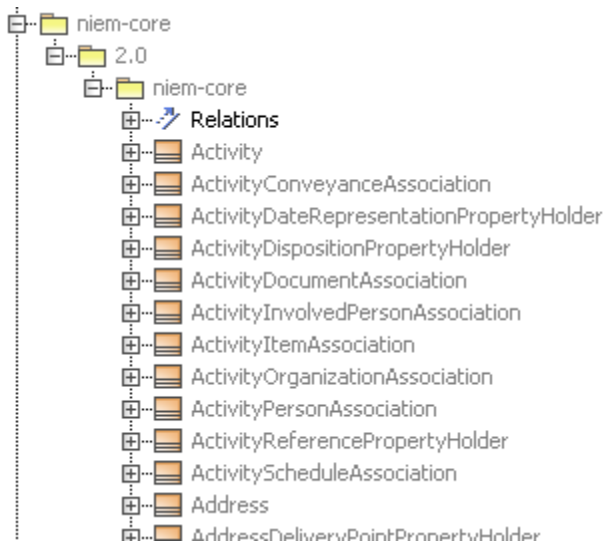 niem-core
2.0
niem-core
Relations
Activity
ActivityConveyanceAssociation
ActivityDateRepresentationPropertyHolder
ActivityDispositionPropertyHolder
ActivityDocumentAssociation
ActivityInvolvedPersonAssociation
ActivityItemAssociation
ActivityOrganizationAssociation
ActivityPersonAssociation
ActivityReferencePropertyHolder
ActivityScheduleAssociation
Address
AddressDeliveryPointPropertyHolder